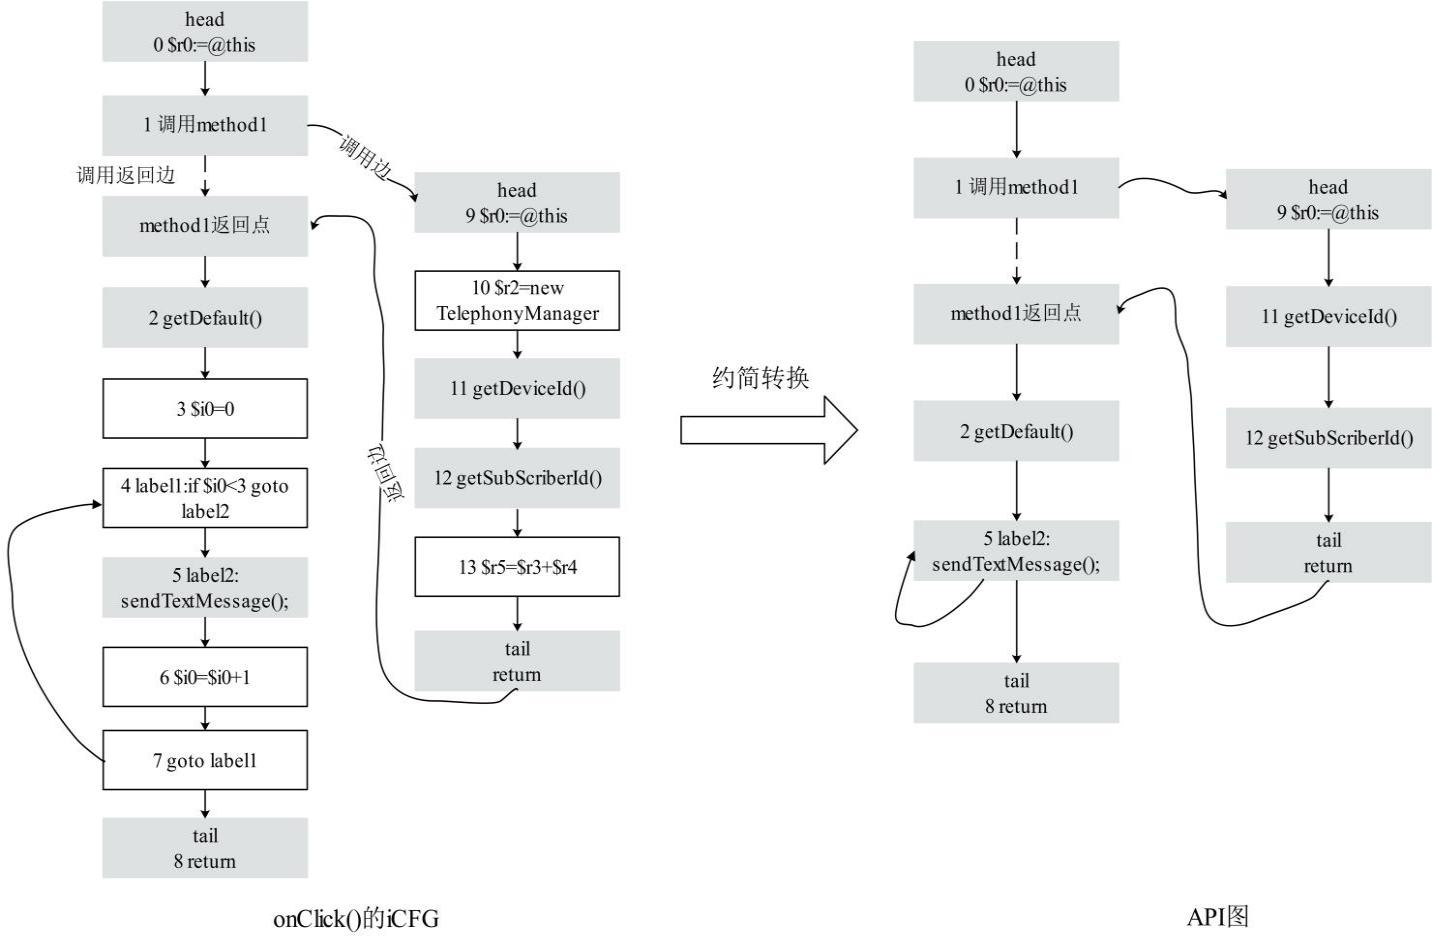 head
0 $r0:=@this
1 调用method1
调用边
调用返回边
method1返回点
2 getDefault()
3 $i0=0
4 label1:if $i0<3 goto
label2
5 label2:
sendTextMessage();
6 $i0=$i0+1
7 goto label1
tail
8 return
head
9 $r0:=@this
10 $r2=new
TelephonyManager
11 getDeviceId()
12 getSubScriberId()
13 $r5=$r3+$r4
tail
return
返回边
onClick()的iCFG
约简转换
head
0 $r0:=@this
1 调用method1
method1返回点
2 getDefault()
5 label2:
sendTextMessage();
tail
8 return
head
9 $r0:=@this
11 getDeviceId()
12 getSubScriberId()
tail
return
API图